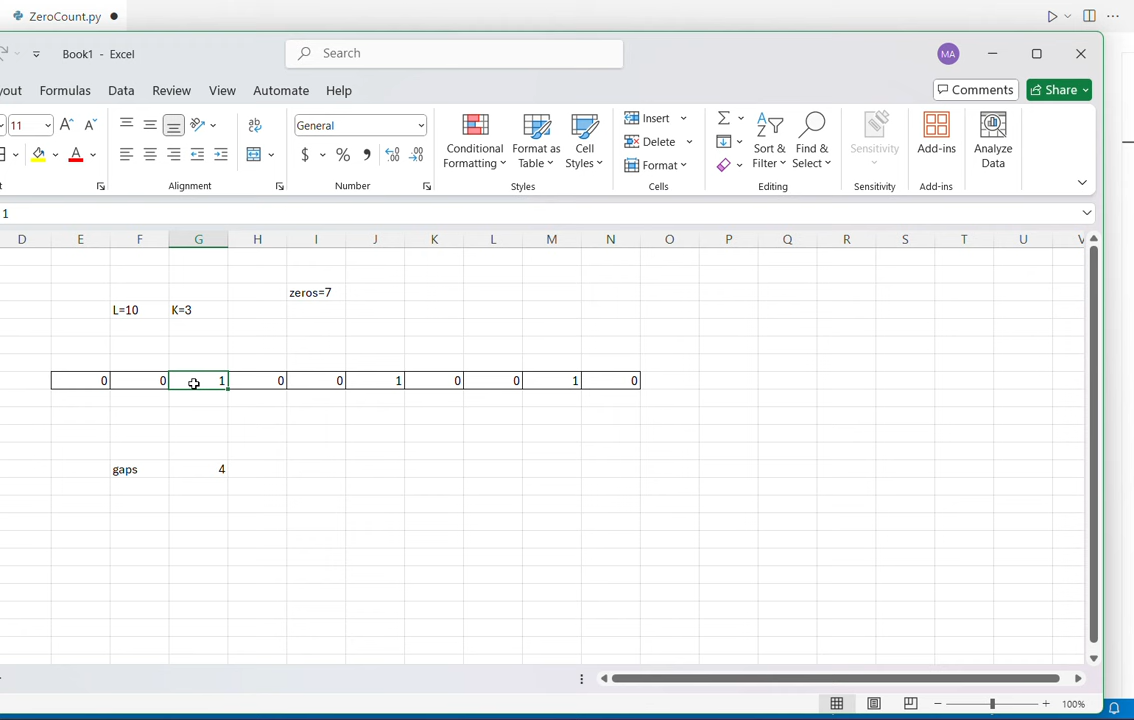 ZeroCount.py
Book1 - Excel
Search
MA
yout Formulas Data Review View Automate Help
Comments Share
11
ab
General
Insert
Delete
Format
Conditional Formatting
Format as Table
Cell Styles
Sort & Filter
Find & Select
Sensitivity
Add-ins
Analyze Data
t Alignment Number Styles Cells Editing Sensitivity Add-ins
1
D E F G H I J K L M N O P Q R S T U V
zeros=7
L=10 K=3
0 0 1 0 0 1 0 0 1 0
gaps 4
100%